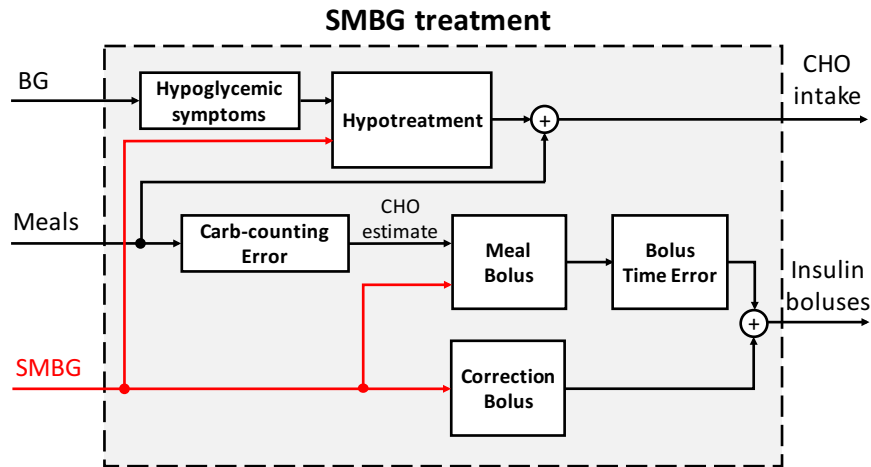 SMBG treatment
BG
Hypoglycemic
symptoms
Hypotreatment
+
CHO
intake
Meals
Carb-counting
Error
CHO
estimate
Meal
Bolus
Bolus
Time Error
+
Insulin
boluses
SMBG
Correction
Bolus